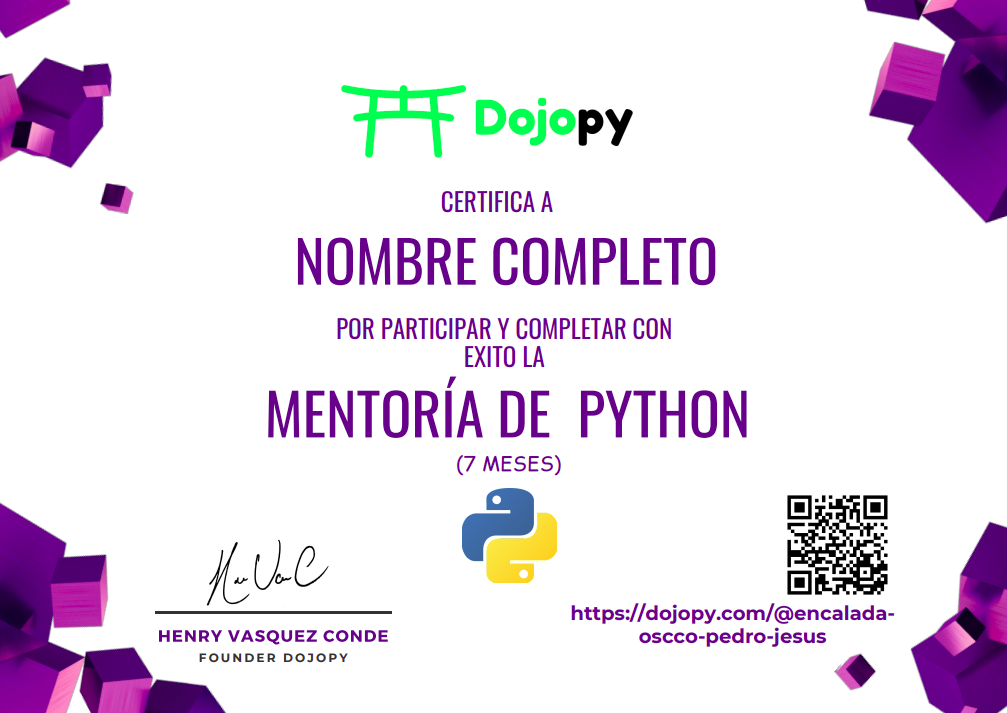 Dojopy
CERTIFICA A
NOMBRE COMPLETO
POR PARTICIPAR Y COMPLETAR CON
EXITO LA
MENTORÍA DE PYTHON
(7 MESES)
HENRY VASQUEZ CONDE
FOUNDER DOJOPY
https://dojopy.com/@encalada-
oscco-pedro-jesus